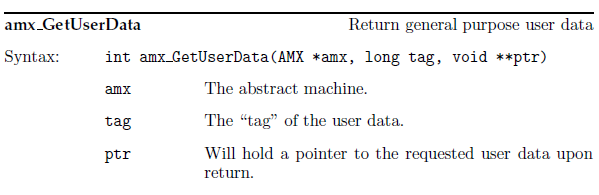 amx_GetUserData Return general purpose user data
Syntax: int amx_GetUserData(AMX *amx, long tag, void **ptr)
amx The abstract machine.
tag The “tag” of the user data.
ptr Will hold a pointer to the requested user data upon
return.